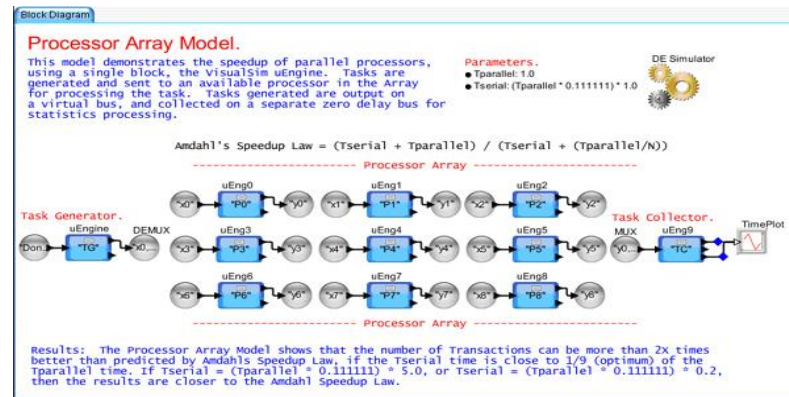 Block Diagram
Processor Array Model.
This model demonstrates the speedup of parallel processors,
using a single block, the VisualSim uEngine. Tasks are
generated and sent to an available processor in the Array
for processing the task. Tasks generated are output on
a virtual bus, and collected on a separate zero delay bus for
statistics processing.
Parameters.
● Tparallel: 1.0
● Tserial: (Tparallel * 0.111111) * 1.0
DE Simulator
Amdahl's Speedup Law = (Tserial + Tparallel) / (Tserial + (Tparallel/N))
------------------------ Processor Array -----------------------
uEng0 uEng1 uEng2
"x0" "P0" "y0" "x1" "P1" "y1" "x2" "P2" "y2"
Task Generator. Task Collector.
uEngine DEMUX uEng3 uEng4 uEng5 MUX uEng9 TimePlot
"Don... "TG" "x0,... "x3" "P3" "y3" "x4" "P4" "y4" "x5" "P5" "y5" "y0,... "TC"
uEng6 uEng7 uEng8
"x6" "P6" "y6" "x7" "P7" "y7" "x8" "P8" "y8"
------------------------ Processor Array -----------------------
Results: The Processor Array Model shows that the number of Transactions can be more than 2X times
better than predicted by Amdahls Speedup Law, if the Tserial time is close to 1/9 (optimum) of the
Tparallel time. If Tserial = (Tparallel * 0.111111) * 5.0, or Tserial = (Tparallel * 0.111111) * 0.2,
then the results are closer to the Amdahl Speedup Law.